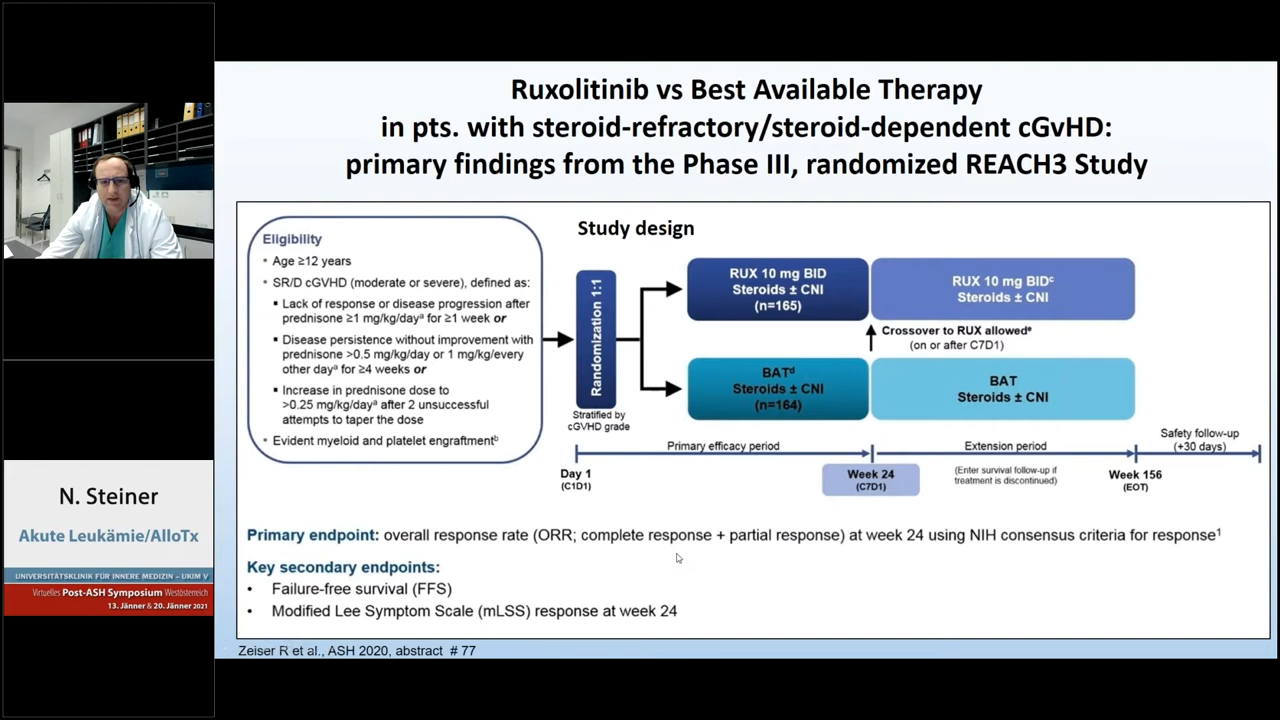 Ruxolitinib vs Best Available Therapy
in pts. with steroid-refractory/steroid-dependent cGvHD:
primary findings from the Phase III, randomized REACH3 Study
Study design
Eligibility
• Age ≥12 years
• SR/D cGVHD (moderate or severe), defined as:
▪ Lack of response or disease progression after
prednisone ≥1 mg/kg/dayᵃ for ≥1 week or
▪ Disease persistence without improvement with
prednisone >0.5 mg/kg/day or 1 mg/kg/every
other dayᵃ for ≥4 weeks or
▪ Increase in prednisone dose to
>0.25 mg/kg/dayᵃ after 2 unsuccessful
attempts to taper the dose
• Evident myeloid and platelet engraftmentᵇ
Randomization 1:1
Stratified by
cGVHD grade
RUX 10 mg BID
Steroids ± CNI
(n=165)
RUX 10 mg BIDᶜ
Steroids ± CNI
Crossover to RUX allowedᵉ
(on or after C7D1)
BATᵈ
Steroids ± CNI
(n=164)
BAT
Steroids ± CNI
Primary efficacy period
Extension period
Safety follow-up
(+30 days)
Day 1
(C1D1)
Week 24
(C7D1)
(Enter survival follow-up if
treatment is discontinued)
Week 156
(EOT)
Primary endpoint: overall response rate (ORR; complete response + partial response) at week 24 using NIH consensus criteria for response¹
Key secondary endpoints:
• Failure-free survival (FFS)
• Modified Lee Symptom Scale (mLSS) response at week 24
Zeiser R et al., ASH 2020, abstract # 77
N. Steiner
Akute Leukämie/AlloTx
UNIVERSITÄTSKLINIK FÜR INNERE MEDIZIN – UKIM V
Virtuelles Post-ASH Symposium Westösterreich
13. Jänner & 20. Jänner 2021